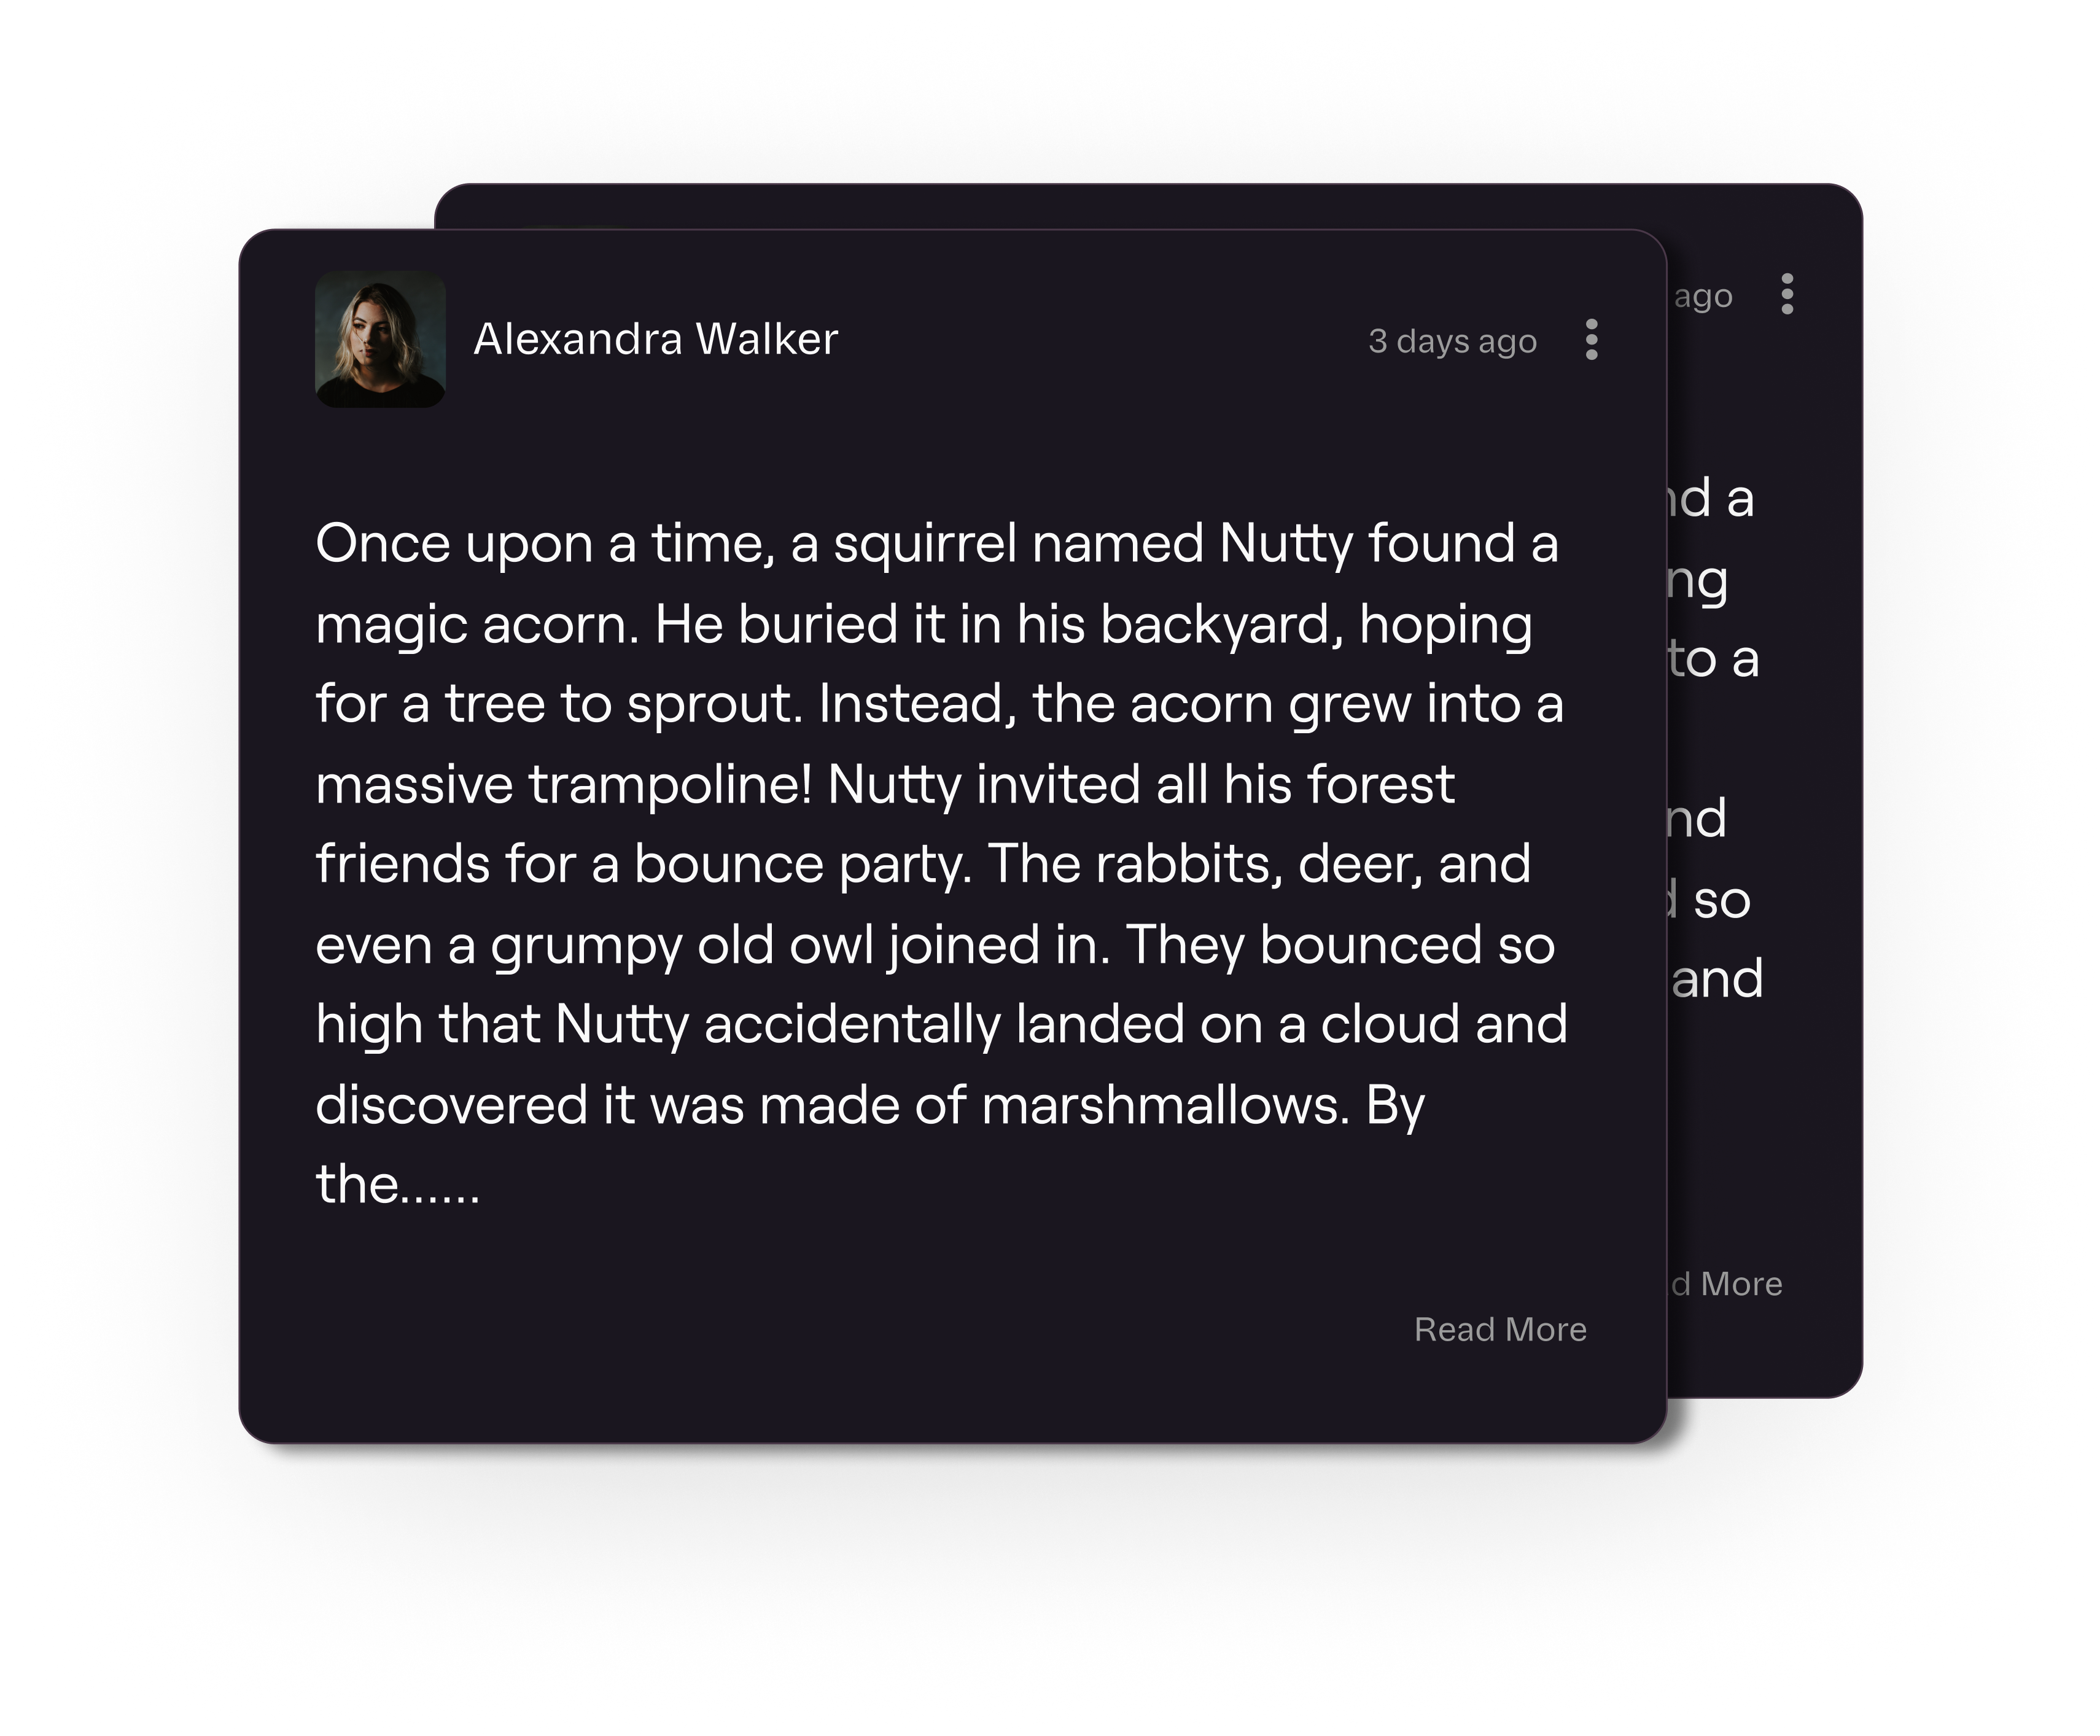 Alexandra Walker
3 days ago
Once upon a time, a squirrel named Nutty found a
magic acorn. He buried it in his backyard, hoping
for a tree to sprout. Instead, the acorn grew into a
massive trampoline! Nutty invited all his forest
friends for a bounce party. The rabbits, deer, and
even a grumpy old owl joined in. They bounced so
high that Nutty accidentally landed on a cloud and
discovered it was made of marshmallows. By
the......
Read More
ago
a
to a
so
and
More